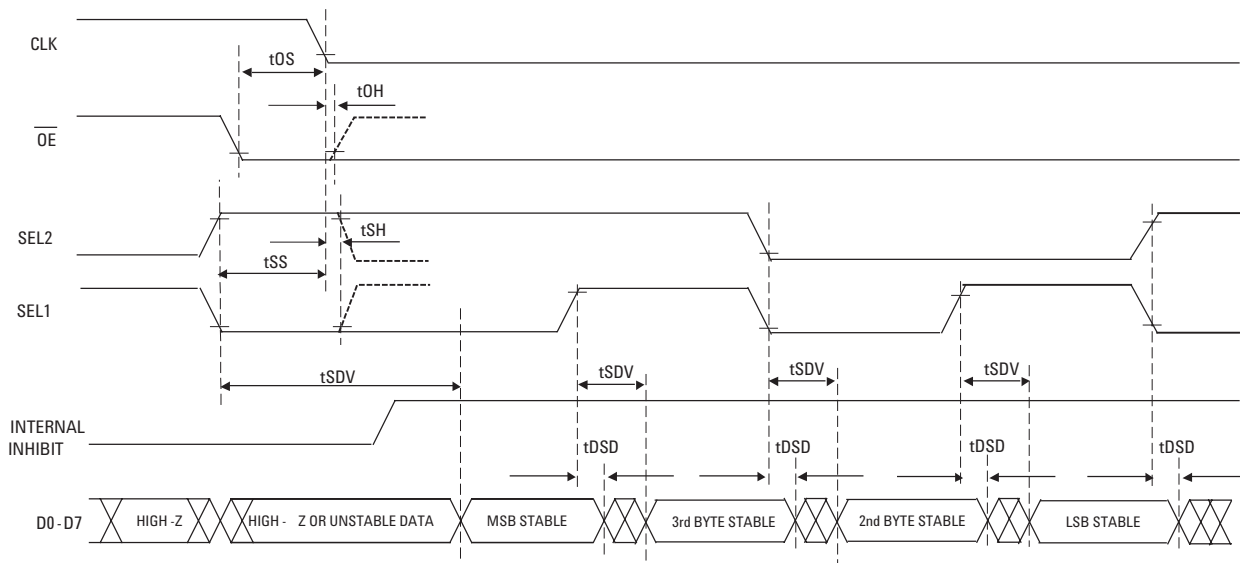 CLK
tOS
tOH
OE
SEL2
tSH
tSS
SEL1
tSDV
tSDV
tSDV
tSDV
INTERNAL
INHIBIT
tDSD
tDSD
tDSD
tDSD
D0 - D7
HIGH -Z
HIGH - Z OR UNSTABLE DATA
MSB STABLE
3rd BYTE STABLE
2nd BYTE STABLE
LSB STABLE